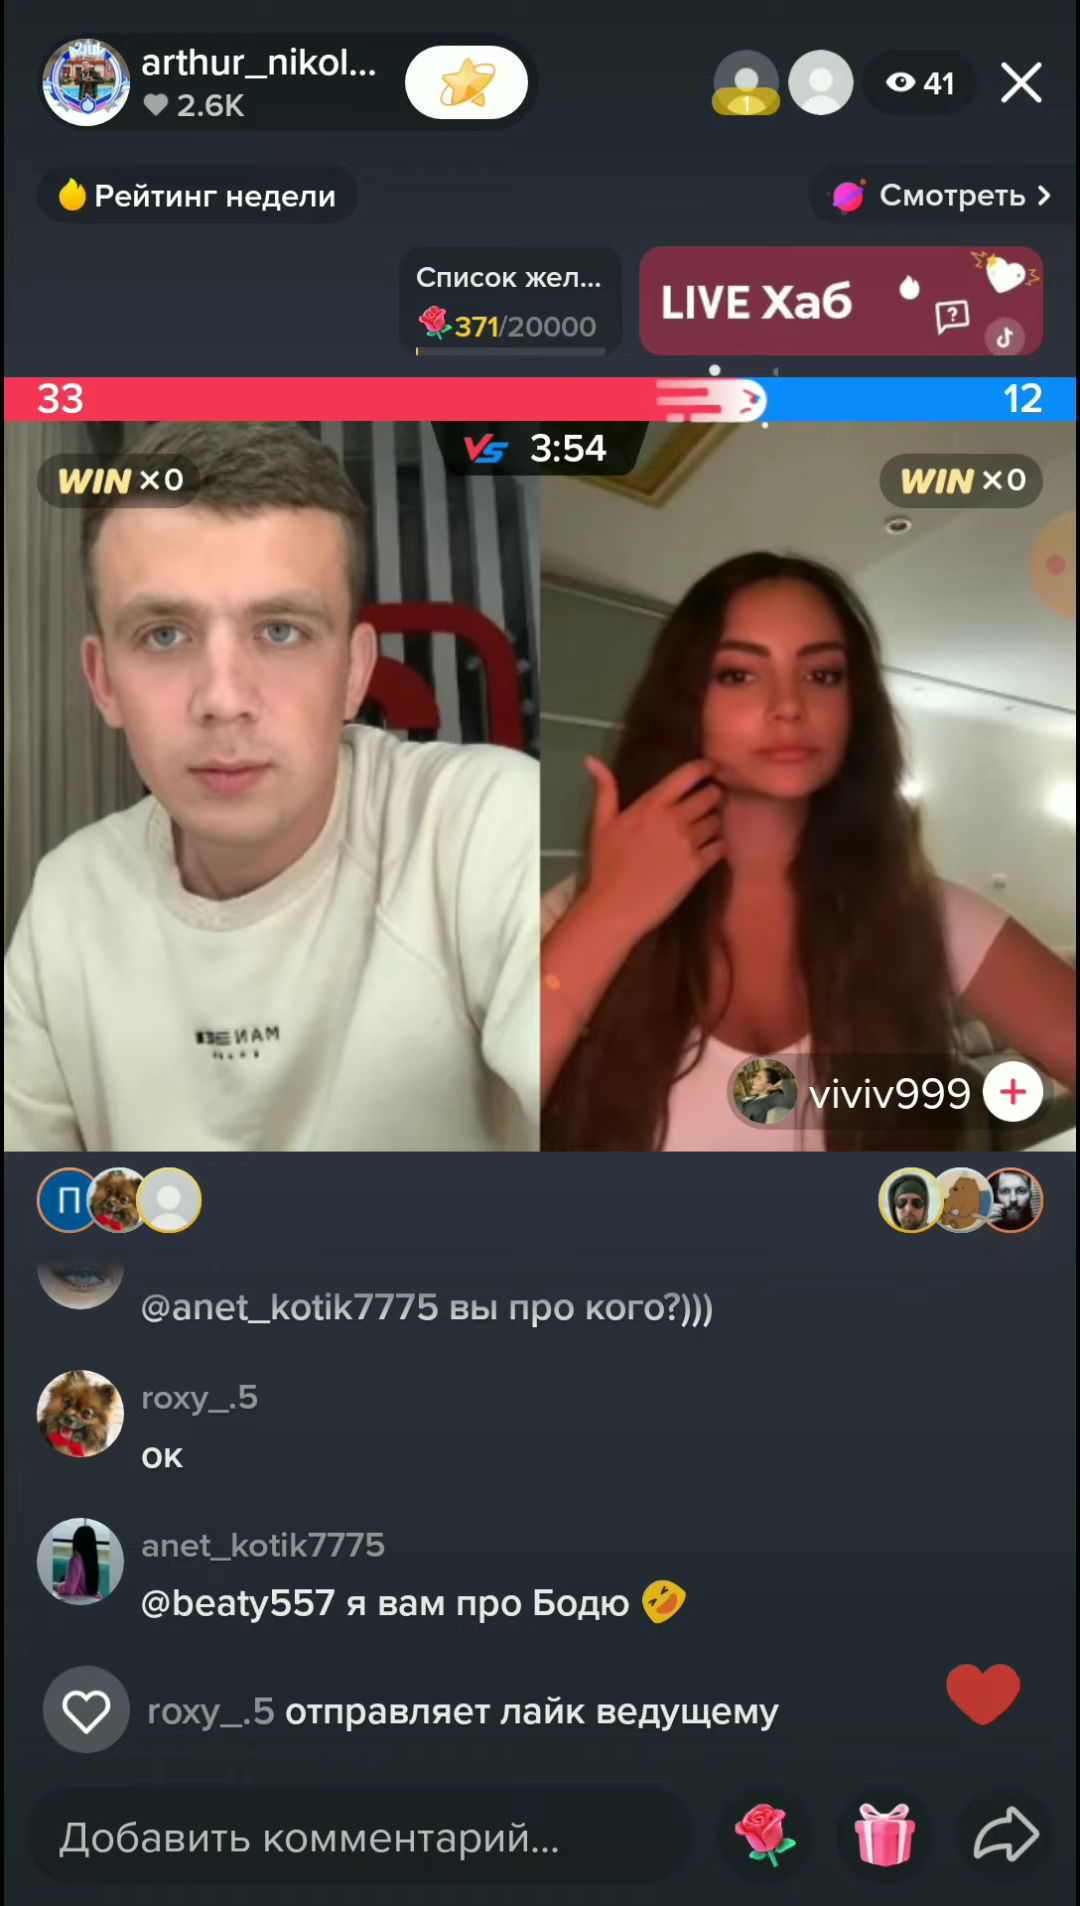 arthur_nikol...
2.6K
1
41
Рейтинг недели
Смотреть
Список жел...
371/20000
LIVE Хаб
33
12
VS 3:54
WIN ×0
WIN ×0
viviv999
П
@anet_kotik7775 вы про кого?)))
roxy_.5
ок
anet_kotik7775
@beaty557 я вам про Бодю
roxy_.5 отправляет лайк ведущему
Добавить комментарий...